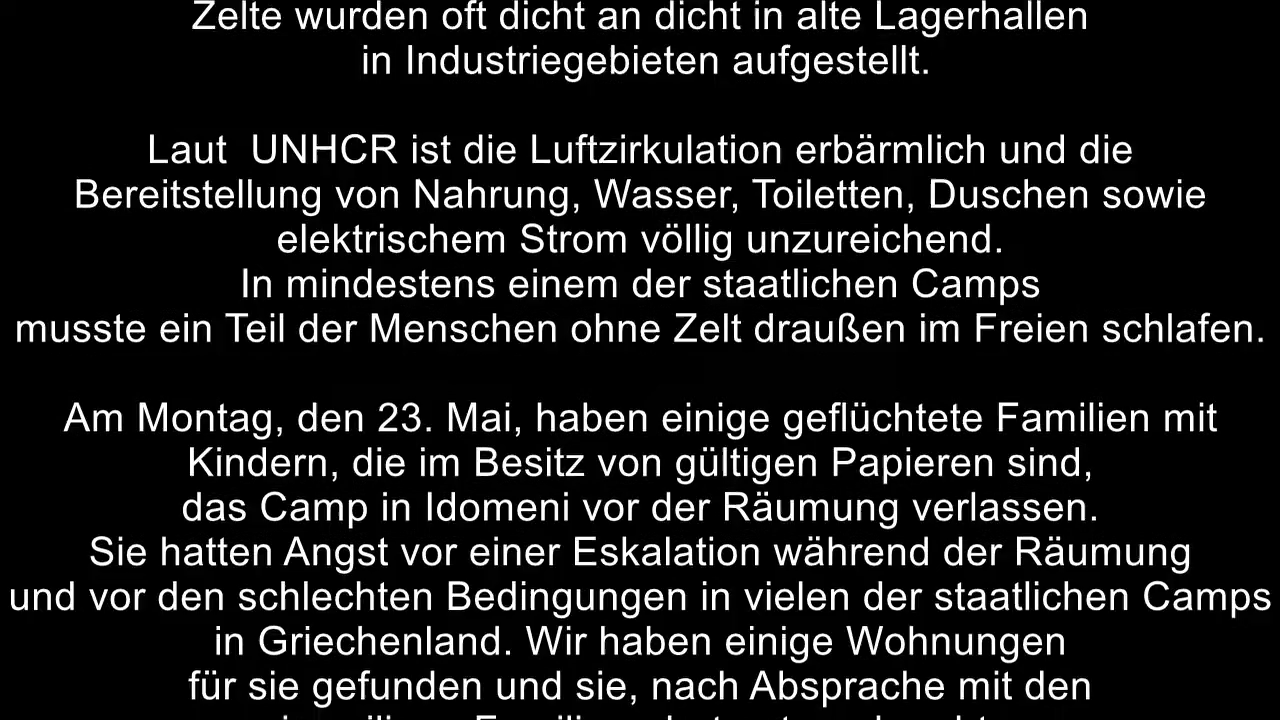 Zelte wurden oft dicht an dicht in alte Lagerhallen
in Industriegebieten aufgestellt.
Laut  UNHCR ist die Luftzirkulation erbärmlich und die
Bereitstellung von Nahrung, Wasser, Toiletten, Duschen sowie
elektrischem Strom völlig unzureichend.
In mindestens einem der staatlichen Camps
musste ein Teil der Menschen ohne Zelt draußen im Freien schlafen.
Am Montag, den 23. Mai, haben einige geflüchtete Familien mit
Kindern, die im Besitz von gültigen Papieren sind,
das Camp in Idomeni vor der Räumung verlassen.
Sie hatten Angst vor einer Eskalation während der Räumung
und vor den schlechten Bedingungen in vielen der staatlichen Camps
in Griechenland. Wir haben einige Wohnungen
für sie gefunden und sie, nach Absprache mit den